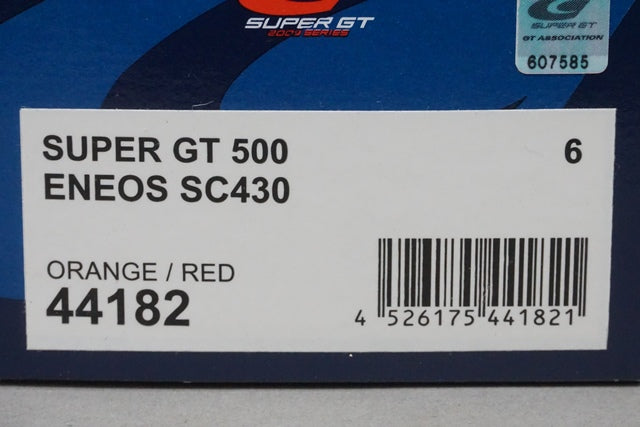 SUPER GT
2009 SERIES
SUPER GT
GT ASSOCIATION
607585
SUPER GT 500 6
ENEOS SC430
ORANGE / RED
44182
4 526175 441821